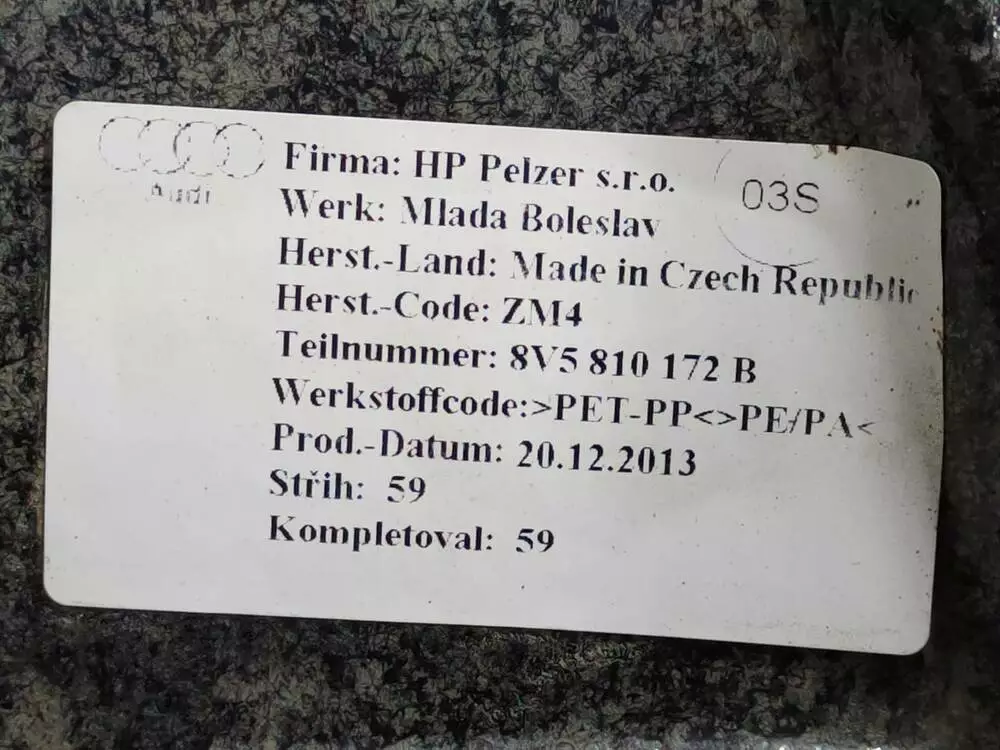 Audi
Firma: HP Pelzer s.r.o.
03S
Werk: Mlada Boleslav
Herst.-Land: Made in Czech Republic
Herst.-Code: ZM4
Teilnummer: 8V5 810 172 B
Werkstoffcode:>PET-PP<>PE/PA<
Prod.-Datum: 20.12.2013
Střih: 59
Kompletoval: 59